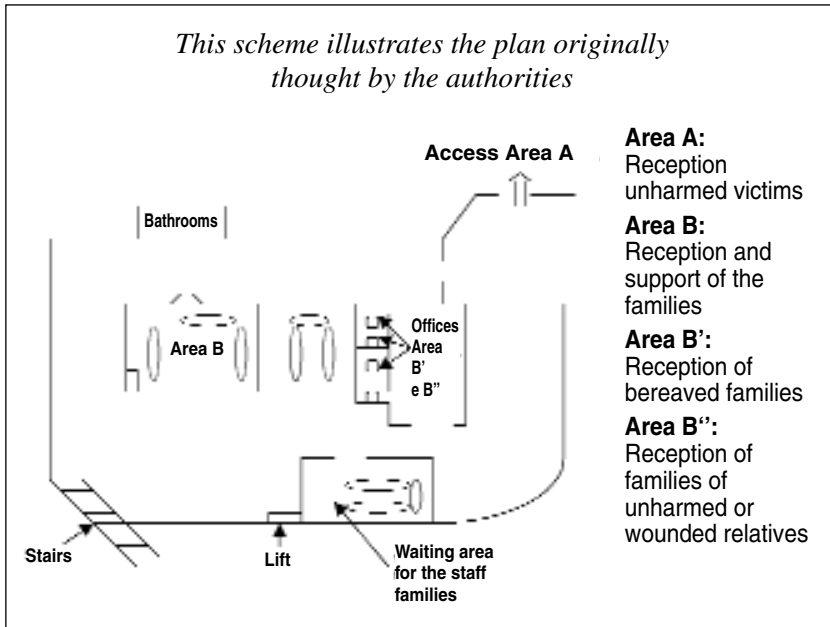 This scheme illustrates the plan originally
thought by the authorities
Access Area A
Bathrooms
Area B
Offices
Area
B'
e B”
Stairs
Lift
Waiting area
for the staff
families
Area A:
Reception
unharmed victims
Area B:
Reception and
support of the
families
Area B’:
Reception of
bereaved families
Area B‘’:
Reception of
families of
unharmed or
wounded relatives